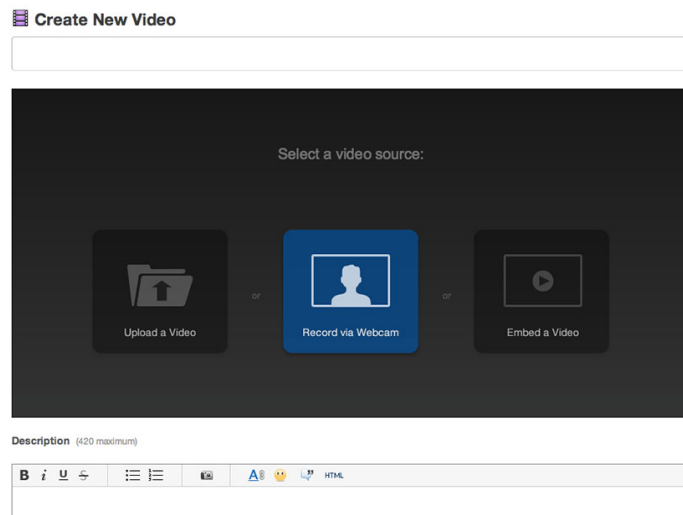 Create New Video
Select a video source:
Upload a Video
or
Record via Webcam
or
Embed a Video
Description (420 maximum)
B i U S A HTML